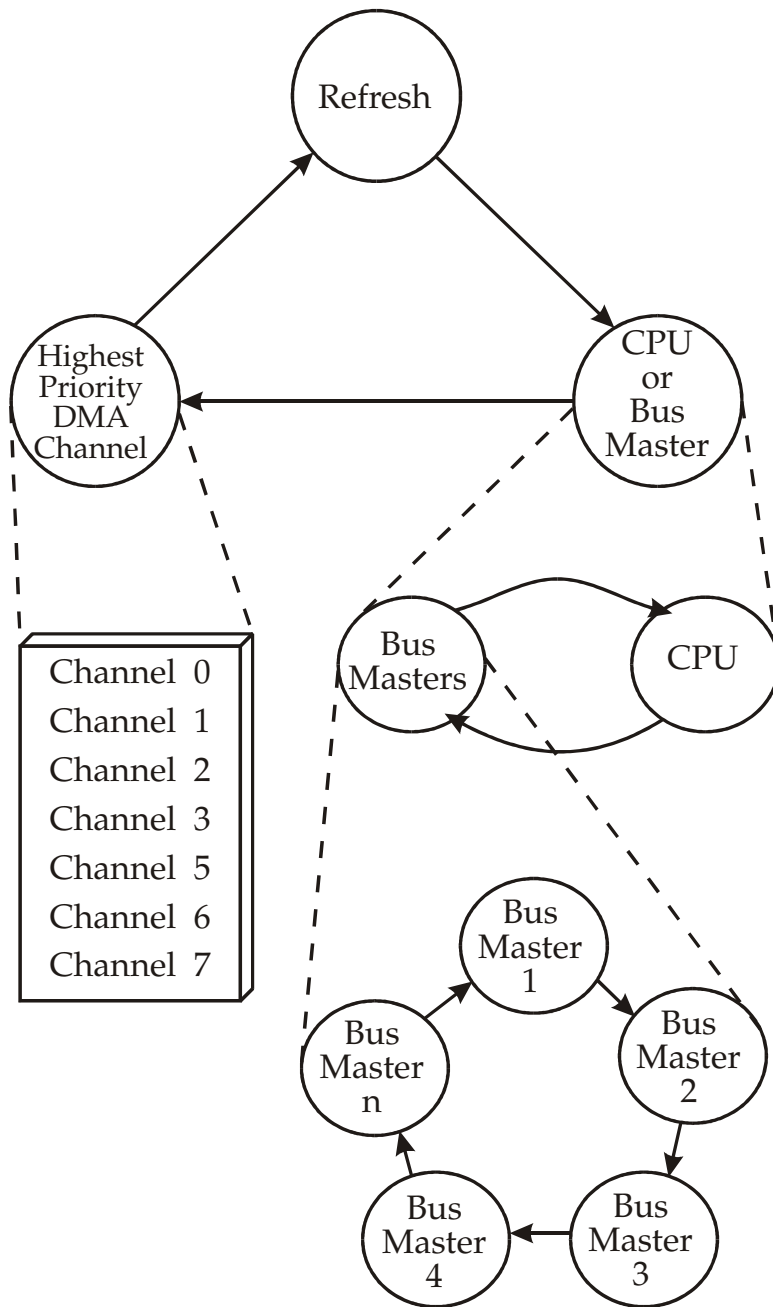 Refresh
Highest
Priority
DMA
Channel
CPU
or
Bus
Master
Channel 0
Channel 1
Channel 2
Channel 3
Channel 5
Channel 6
Channel 7
Bus
Masters
CPU
Bus
Master
1
Bus
Master
2
Bus
Master
3
Bus
Master
4
Bus
Master
n